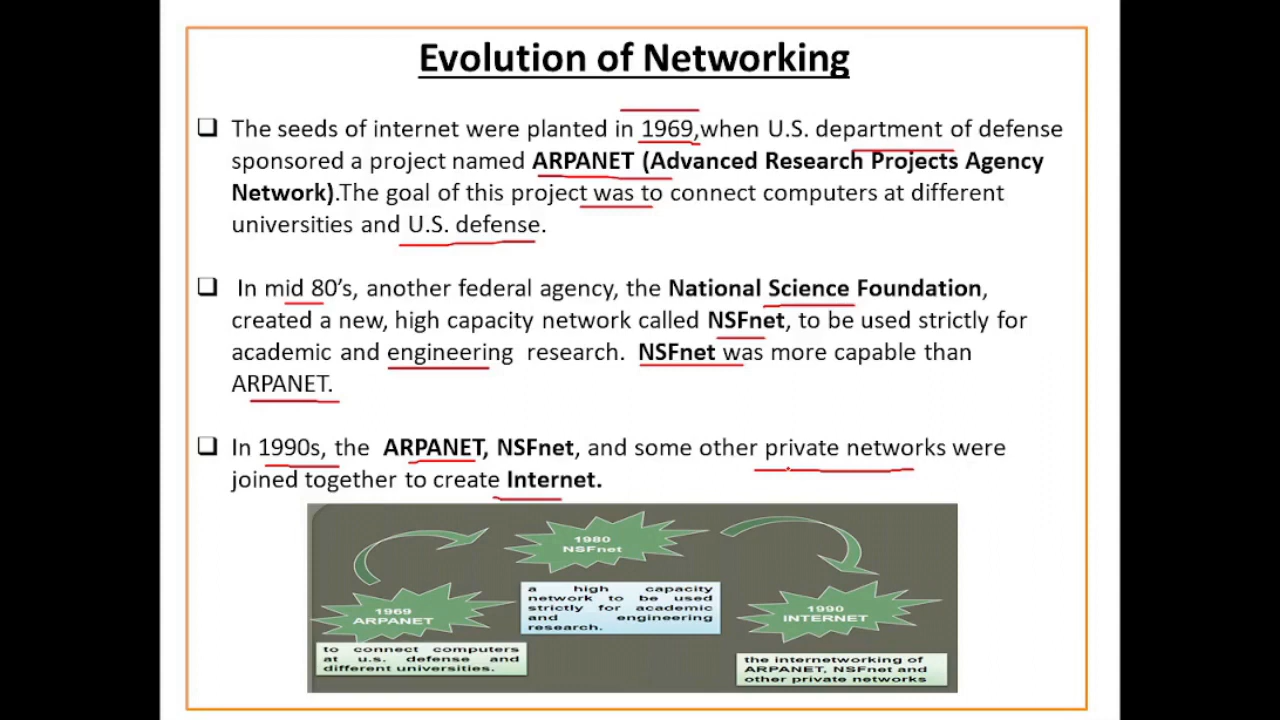 Evolution of Networking
The seeds of internet were planted in 1969,when U.S. department of defense
sponsored a project named ARPANET (Advanced Research Projects Agency
Network).The goal of this project was to connect computers at different
universities and U.S. defense.
In mid 80's, another federal agency, the National Science Foundation,
created a new, high capacity network called NSFnet, to be used strictly for
academic and engineering research. NSFnet was more capable than
ARPANET.
In 1990s, the ARPANET, NSFnet, and some other private networks were
joined together to create Internet.
1980
NSFnet
a high capacity
network to be used
strictly for academic
and engineering
research.
1969
ARPANET
to connect computers
at u.s. defense and
different universities.
1990
INTERNET
the internetworking of
ARPANET, NSFnet and
other private networks